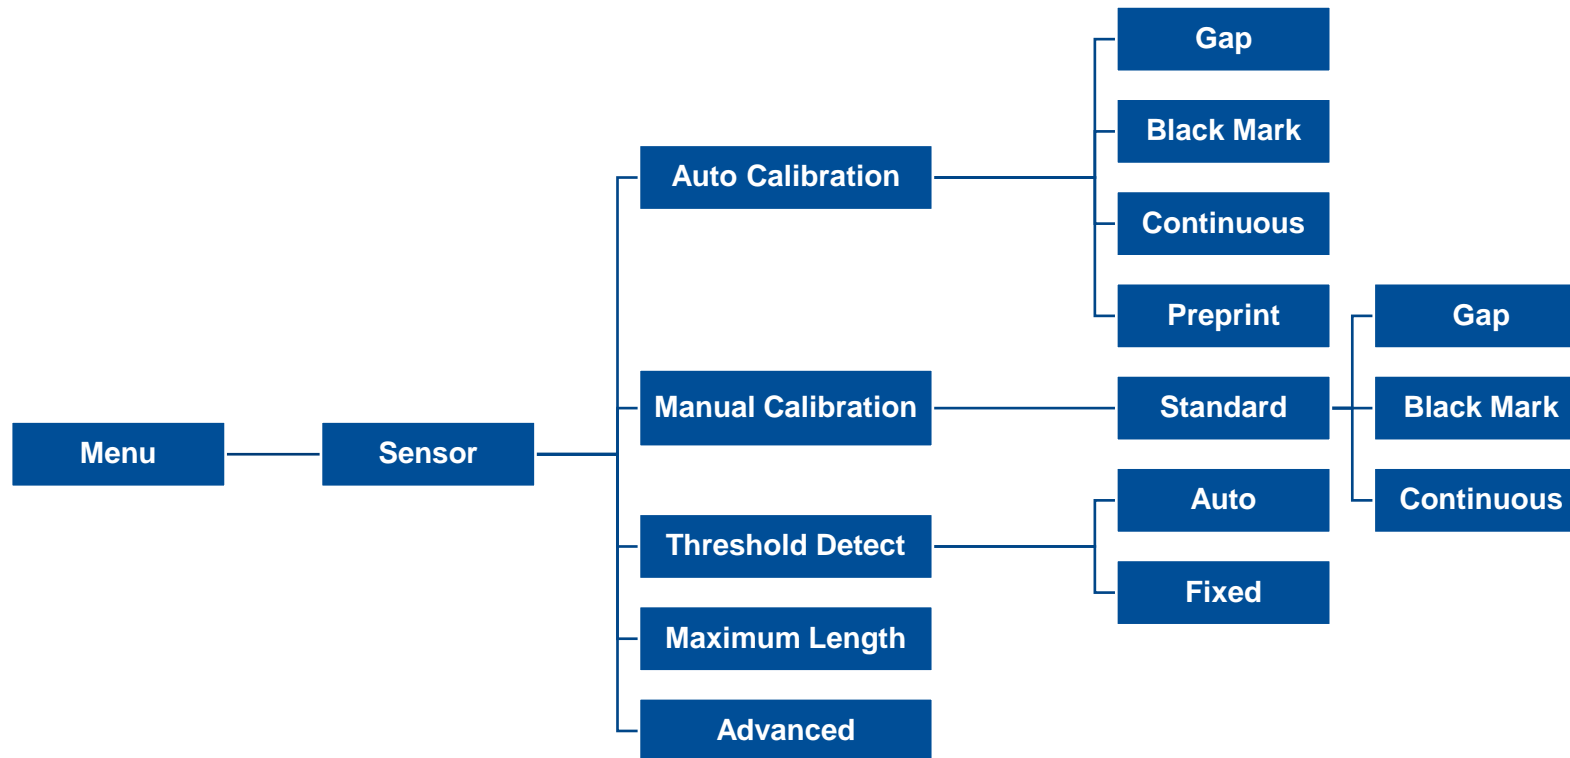 Gap
Black Mark
Auto Calibration
Continuous
Preprint
Gap
Manual Calibration
Standard
Black Mark
Menu
Sensor
Auto
Continuous
Threshold Detect
Fixed
Maximum Length
Advanced